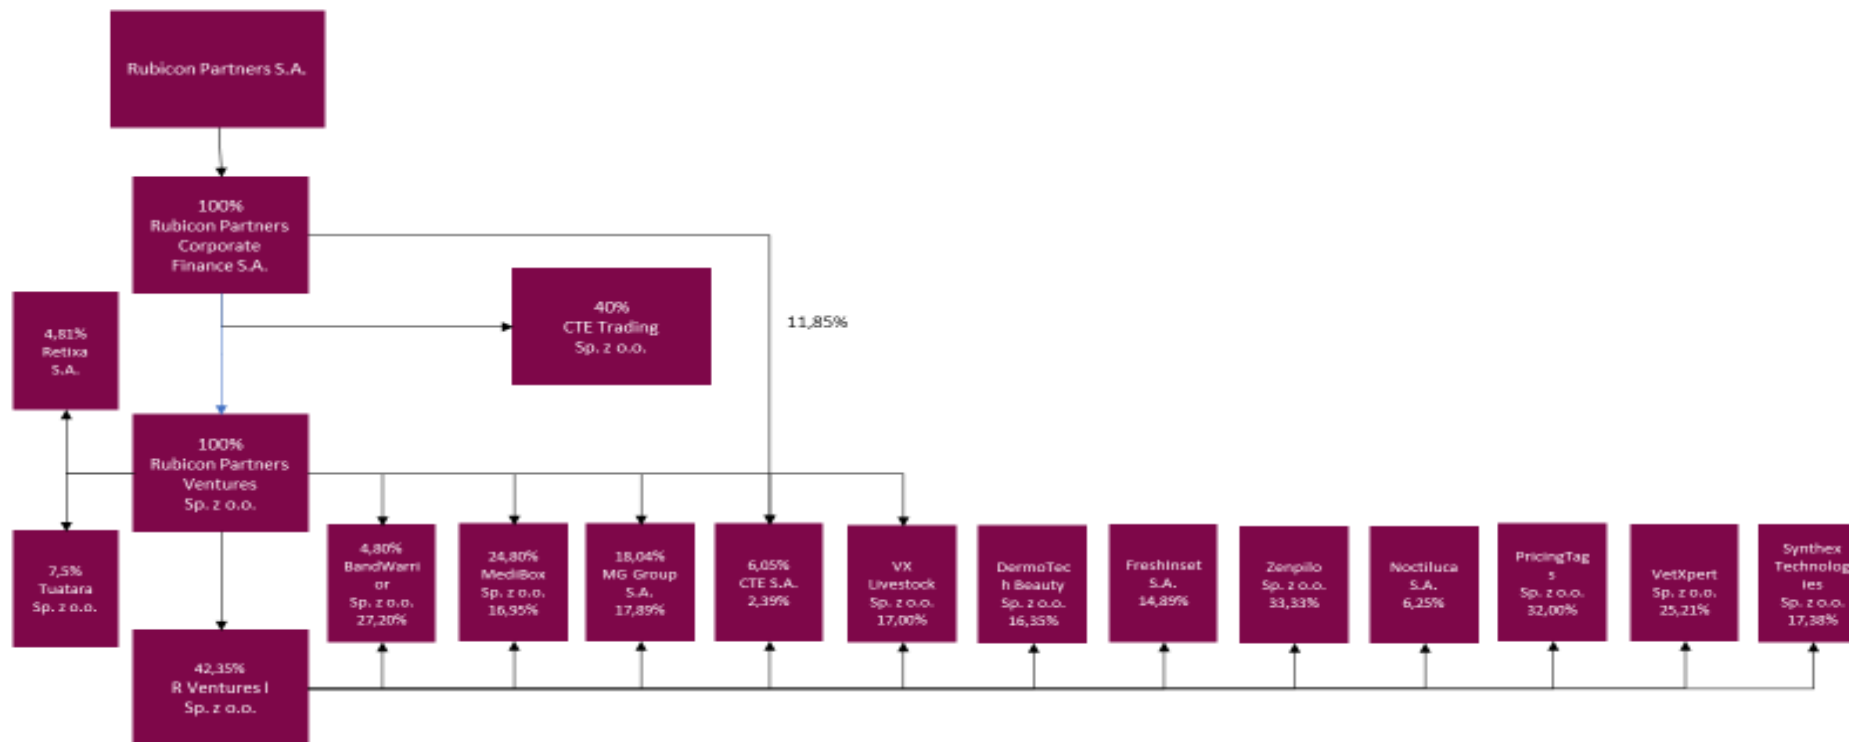 Rubicon Partners S.A.
100%
Rubicon Partners
Corporate
Finance S.A.
40%
CTE Trading
Sp. z o.o.
11,85%
4,81%
Retixa
S.A.
100%
Rubicon Partners
Ventures
Sp. z o.o.
7,5%
Tuatara
Sp. z o.o.
4,80%
BandWarri
or
Sp. z o.o.
27,20%
24,80%
MediBox
Sp. z o.o.
16,95%
18,04%
MG Group
S.A.
17,89%
6,05%
CTE S.A.
2,39%
VX
Livestock
Sp. z o.o.
17,00%
DermoTec
h Beauty
Sp. z o.o.
16,35%
FreshInset
S.A.
14,89%
Zenpilo
Sp. z o.o.
33,33%
Noctiluca
S.A.
6,25%
PricingTag
s
Sp. z o.o.
32,00%
VetXpert
Sp. z o.o.
25,21%
Synthex
Technolog
ies
Sp. z o.o.
17,38%
42,35%
R Ventures I
Sp. z o.o.